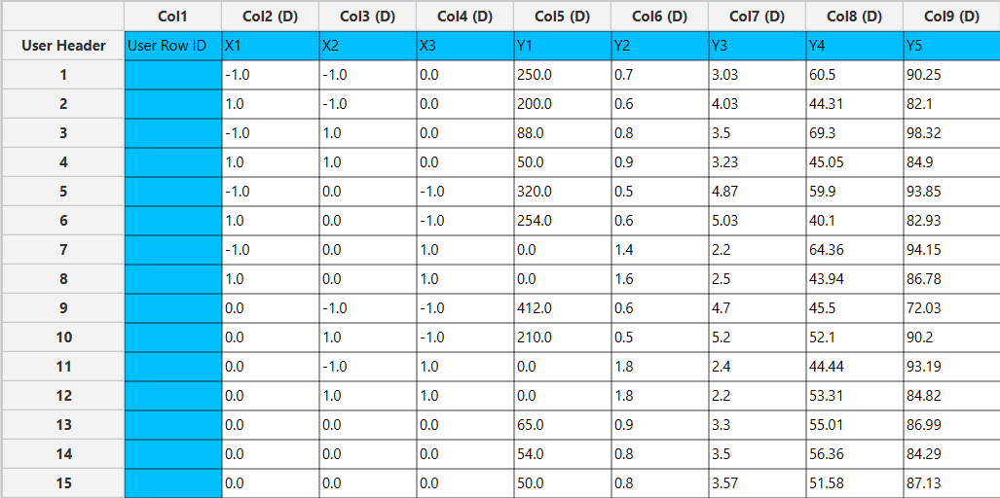 Col1 Col2 (D) Col3 (D) Col4 (D) Col5 (D) Col6 (D) Col7 (D) Col8 (D) Col9 (D)
User Header User Row ID X1 X2 X3 Y1 Y2 Y3 Y4 Y5
1 -1.0 -1.0 0.0 250.0 0.7 3.03 60.5 90.25
2 1.0 -1.0 0.0 200.0 0.6 4.03 44.31 82.1
3 -1.0 1.0 0.0 88.0 0.8 3.5 69.3 98.32
4 1.0 1.0 0.0 50.0 0.9 3.23 45.05 84.9
5 -1.0 0.0 -1.0 320.0 0.5 4.87 59.9 93.85
6 1.0 0.0 -1.0 254.0 0.6 5.03 40.1 82.93
7 -1.0 0.0 1.0 0.0 1.4 2.2 64.36 94.15
8 1.0 0.0 1.0 0.0 1.6 2.5 43.94 86.78
9 0.0 -1.0 -1.0 412.0 0.6 4.7 45.5 72.03
10 0.0 1.0 -1.0 210.0 0.5 5.2 52.1 90.2
11 0.0 -1.0 1.0 0.0 1.8 2.4 44.44 93.19
12 0.0 1.0 1.0 0.0 1.8 2.2 53.31 84.82
13 0.0 0.0 0.0 65.0 0.9 3.3 55.01 86.99
14 0.0 0.0 0.0 54.0 0.8 3.5 56.36 84.29
15 0.0 0.0 0.0 50.0 0.8 3.57 51.58 87.13